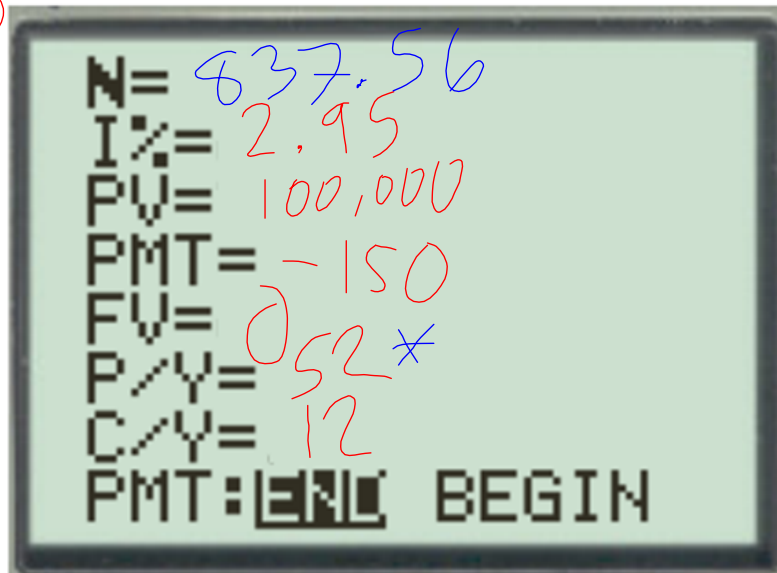 N= 837.56
I%= 2.95
PV= 100,000
PMT= -150
FV= 0
P/Y= 52*
C/Y= 12
PMT:END BEGIN